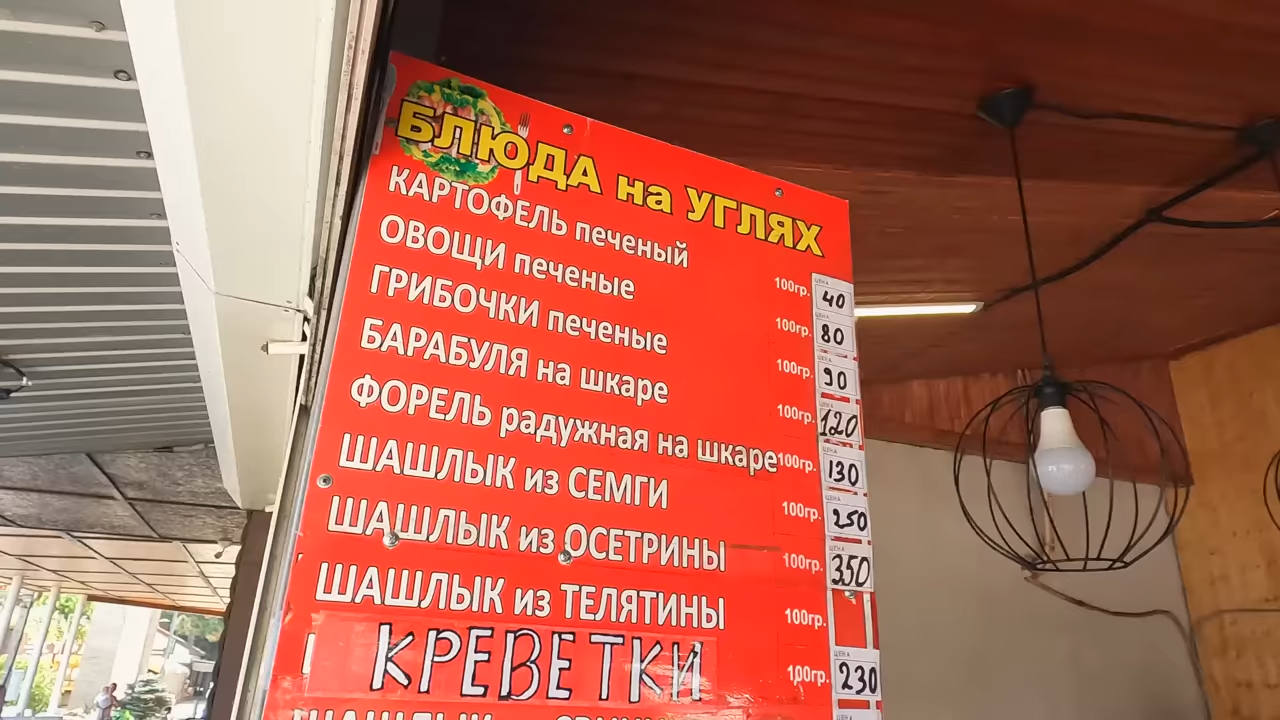 БЛЮДА на УГЛЯХ
КАРТОФЕЛЬ печеный 100гр. ЦЕНА 40
ОВОЩИ печеные 100гр. ЦЕНА 80
ГРИБОЧКИ печеные 100гр. ЦЕНА 90
БАРАБУЛЯ на шкаре 100гр. ЦЕНА 120
ФОРЕЛЬ радужная на шкаре 100гр. ЦЕНА 130
ШАШЛЫК из СЕМГИ 100гр. ЦЕНА 250
ШАШЛЫК из ОСЕТРИНЫ 100гр. ЦЕНА 350
ШАШЛЫК из ТЕЛЯТИНЫ 100гр.
КРЕВЕТКИ 100гр. ЦЕНА 230
ШАШЛЫК